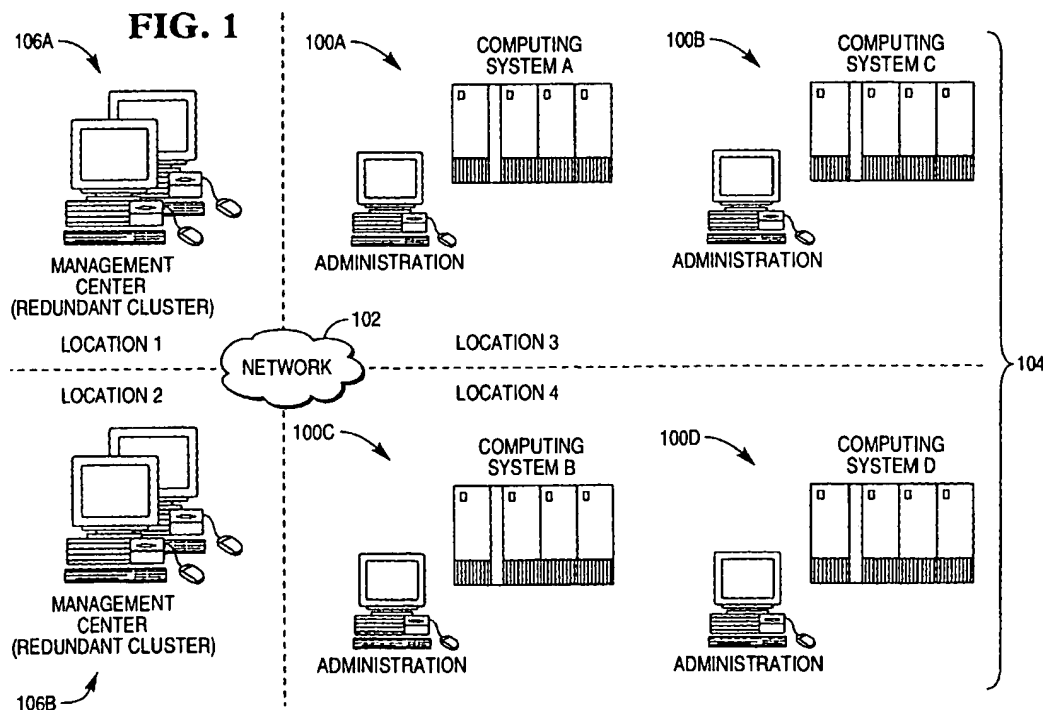 FIG. 1
106A
100A
COMPUTING
SYSTEM A
100B
COMPUTING
SYSTEM C
MANAGEMENT
CENTER
(REDUNDANT CLUSTER)
ADMINISTRATION
ADMINISTRATION
LOCATION 1
102
LOCATION 3
NETWORK
104
LOCATION 2
LOCATION 4
100C
COMPUTING
SYSTEM B
100D
COMPUTING
SYSTEM D
MANAGEMENT
CENTER
(REDUNDANT CLUSTER)
ADMINISTRATION
ADMINISTRATION
106B